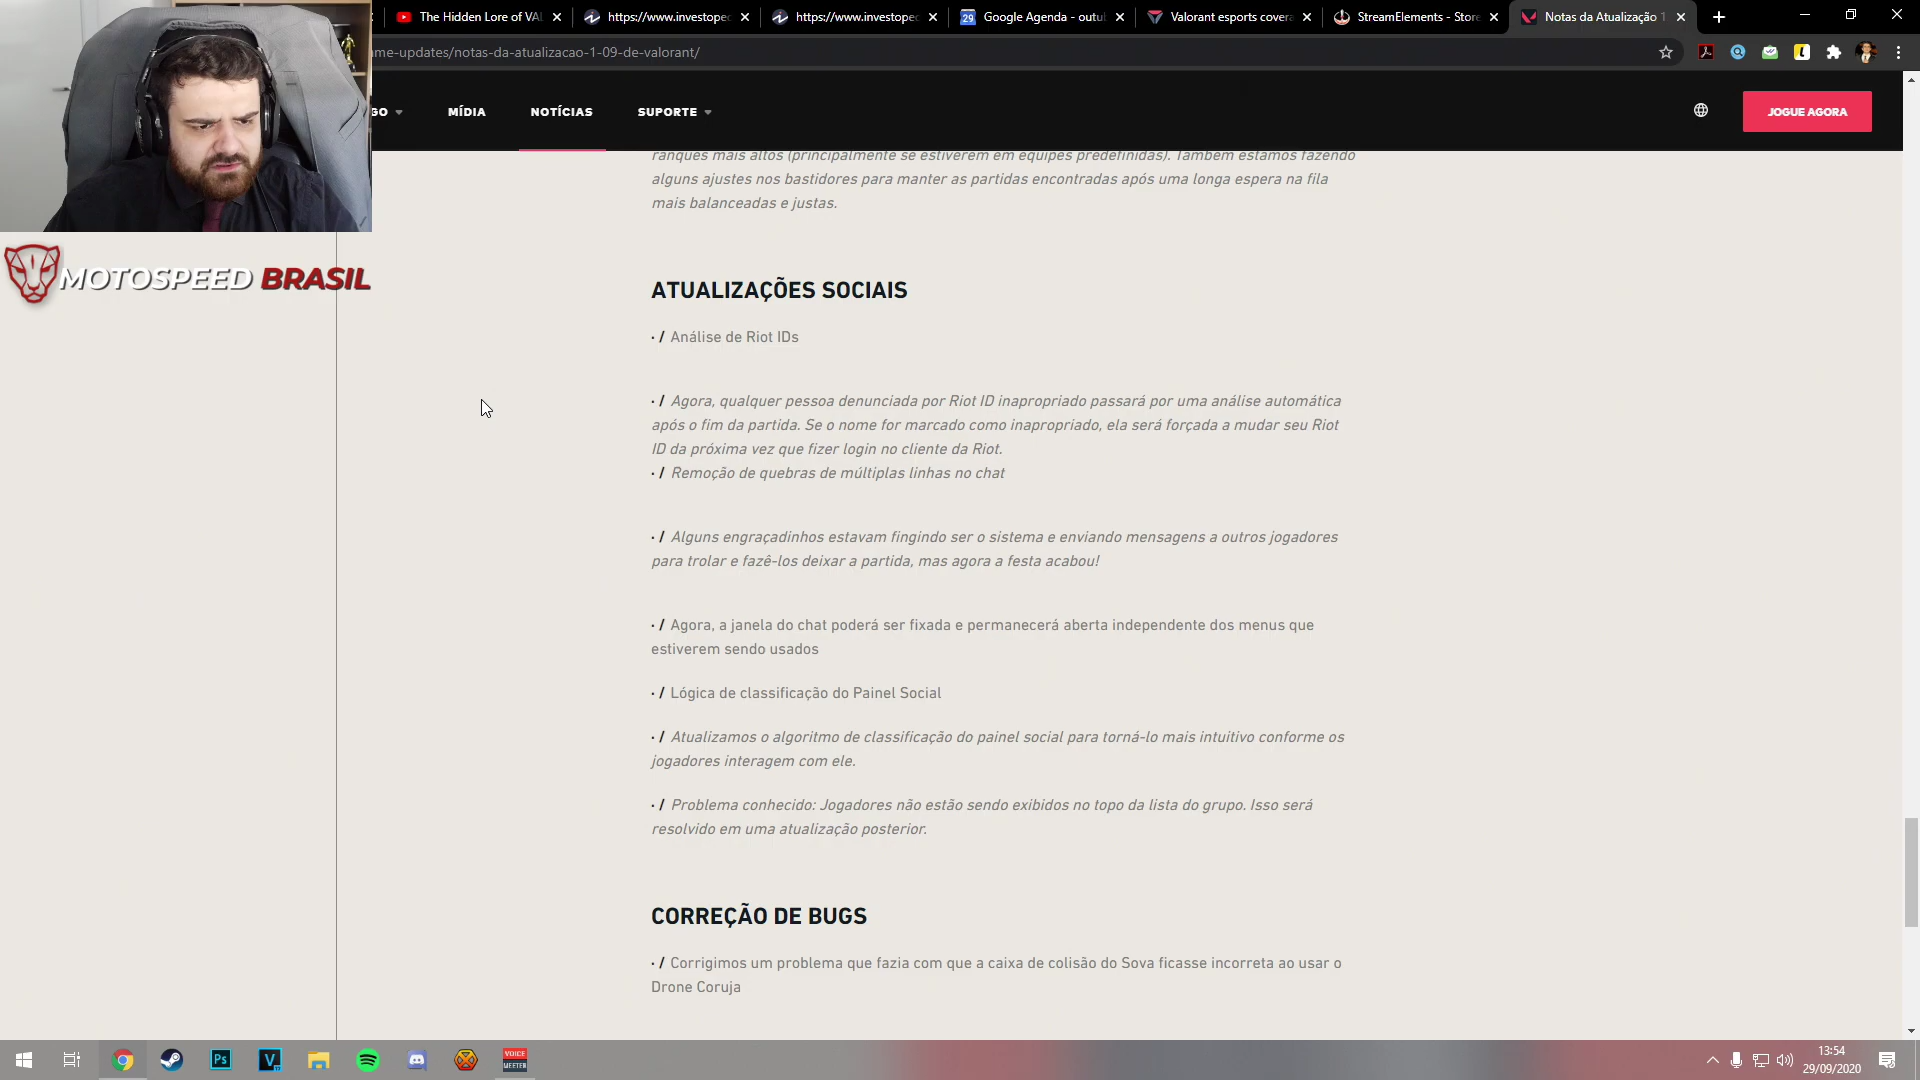 The Hidden Lore of VAL
https://www.investoped
https://www.investoped
29
Google Agenda - outu
Valorant esports covera
StreamElements - Store
Notas da Atualização 1
me-updates/notas-da-atualizacao-1-09-de-valorant/
GO
MÍDIA
NOTÍCIAS
SUPORTE
JOGUE AGORA
MOTOSPEED BRASIL
ranques mais altos (principalmente se estiverem em equipes predefinidas). Também estamos fazendo
alguns ajustes nos bastidores para manter as partidas encontradas após uma longa espera na fila
mais balanceadas e justas.
ATUALIZAÇÕES SOCIAIS
· / Análise de Riot IDs
· / Agora, qualquer pessoa denunciada por Riot ID inapropriado passará por uma análise automática
após o fim da partida. Se o nome for marcado como inapropriado, ela será forçada a mudar seu Riot
ID da próxima vez que fizer login no cliente da Riot.
· / Remoção de quebras de múltiplas linhas no chat
· / Alguns engraçadinhos estavam fingindo ser o sistema e enviando mensagens a outros jogadores
para trolar e fazê-los deixar a partida, mas agora a festa acabou!
· / Agora, a janela do chat poderá ser fixada e permanecerá aberta independente dos menus que
estiverem sendo usados
· / Lógica de classificação do Painel Social
· / Atualizamos o algoritmo de classificação do painel social para torná-lo mais intuitivo conforme os
jogadores interagem com ele.
· / Problema conhecido: Jogadores não estão sendo exibidos no topo da lista do grupo. Isso será
resolvido em uma atualização posterior.
CORREÇÃO DE BUGS
· / Corrigimos um problema que fazia com que a caixa de colisão do Sova ficasse incorreta ao usar o
Drone Coruja
Ps
V
VOICE
MEETER
13:54
29/09/2020